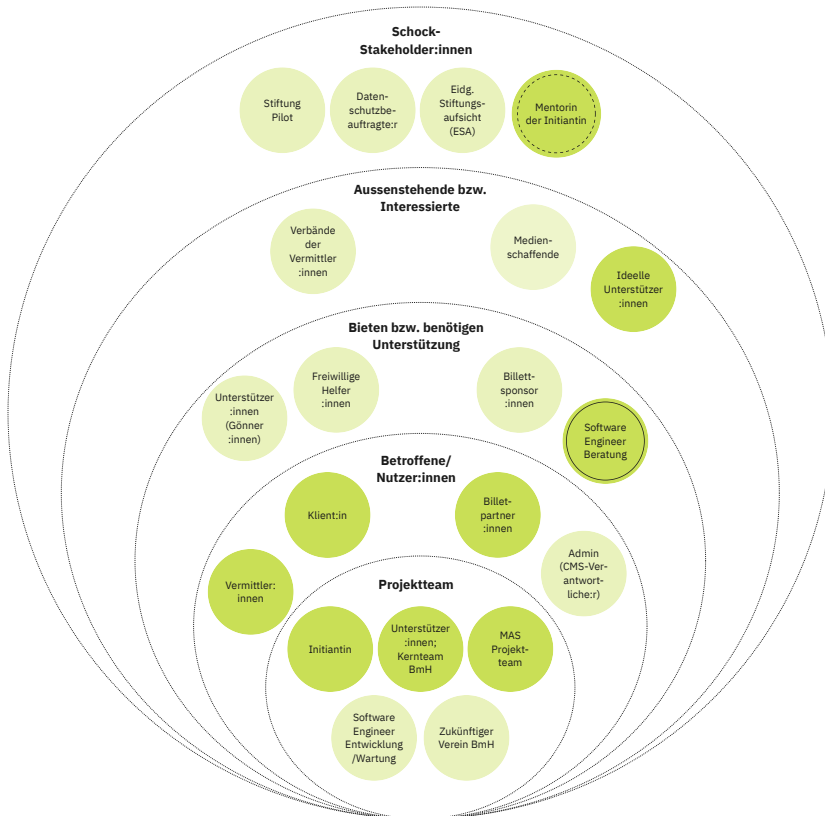 Schock-
Stakeholder:innen
Stiftung
Pilot
Daten-
schutzbe-
auftragte:r
Eidg.
Stiftungs-
aufsicht
(ESA)
Mentorin
der Initiantin
Aussenstehende bzw.
Interessierte
Verbände
der
Vermittler
:innen
Medien-
schaffende
Ideelle
Unterstützer
:innen
Bieten bzw. benötigen
Unterstützung
Unterstützer
:innen
(Gönner
:innen)
Freiwillige
Helfer
:innen
Billett-
sponsor
:innen
Software
Engineer
Beratung
Betroffene/
Nutzer:innen
Klient:in
Billet-
partner
:innen
Vermittler:
innen
Admin
(CMS-Ver-
antwort-
liche:r)
Projektteam
Initiantin
Unterstützer
:innen;
Kernteam
BmH
MAS
Projekt-
team
Software
Engineer
Entwicklung
/Wartung
Zukünftiger
Verein BmH